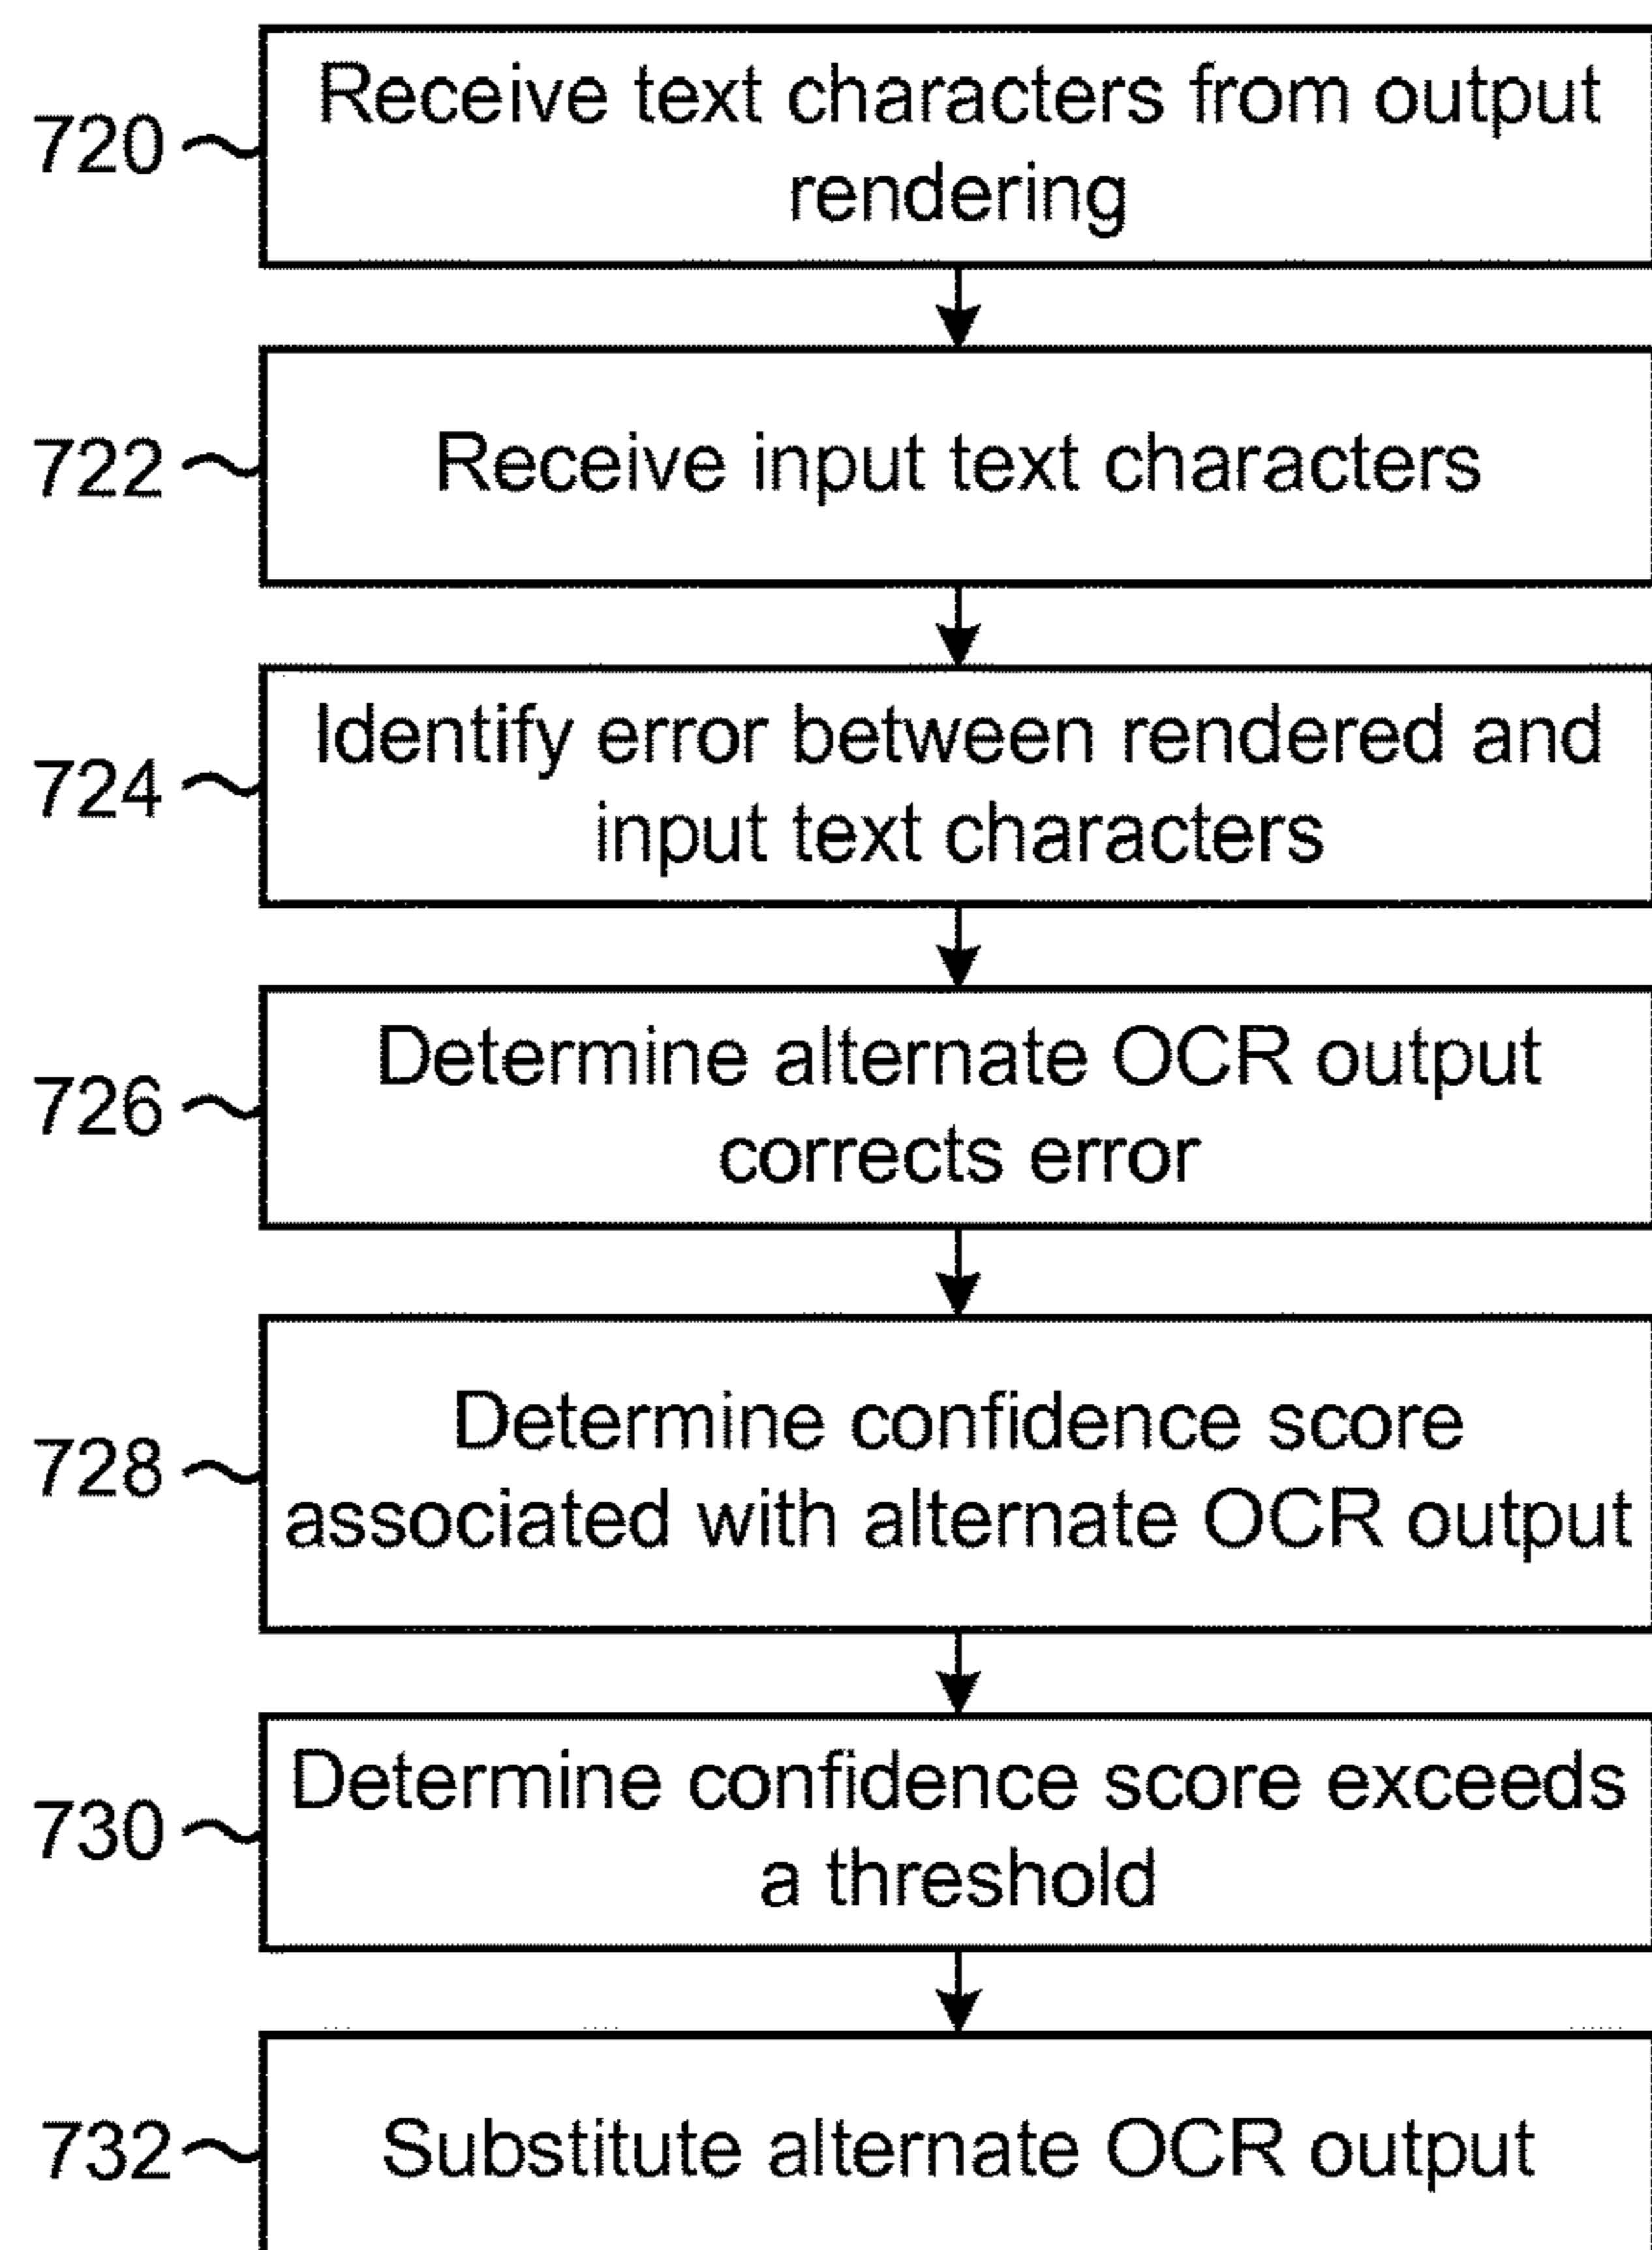 720
Receive text characters from output
rendering
722
Receive input text characters
724
Identify error between rendered and
input text characters
726
Determine alternate OCR output
corrects error
728
Determine confidence score
associated with alternate OCR output
730
Determine confidence score exceeds
a threshold
732
Substitute alternate OCR output